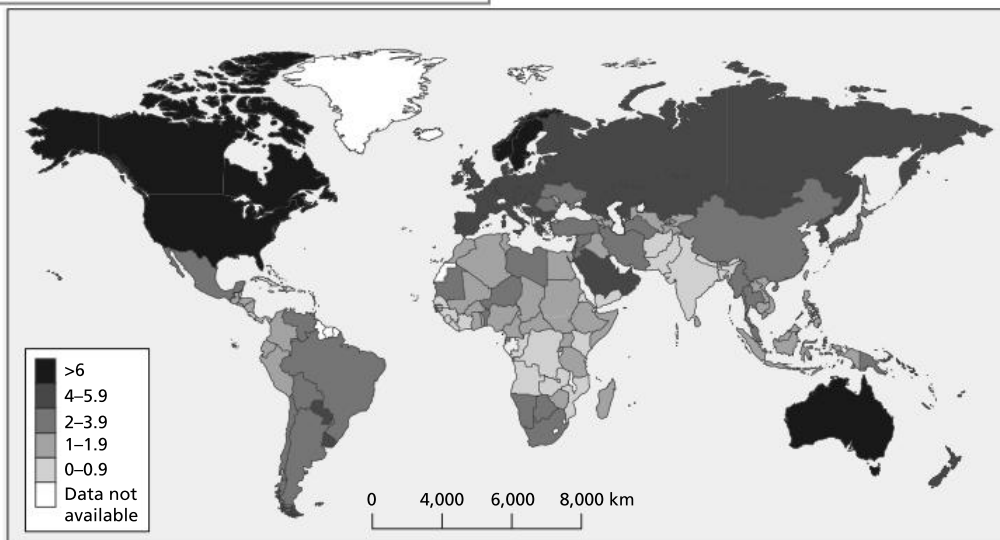 >6
4–5.9
2–3.9
1–1.9
0–0.9
Data not
available
0 4,000 6,000 8,000 km